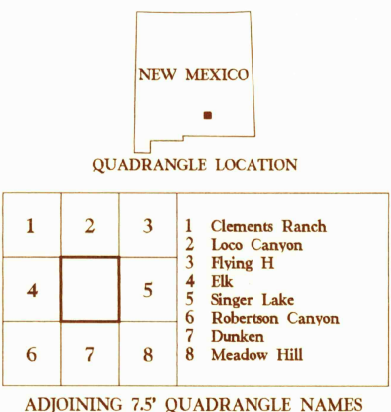 NEW MEXICO
QUADRANGLE LOCATION
1 2 3
4 5
6 7 8
1 Clements Ranch
2 Loco Canyon
3 Flying H
4 Elk
5 Singer Lake
6 Robertson Canyon
7 Dunken
8 Meadow Hill
ADJOINING 7.5' QUADRANGLE NAMES